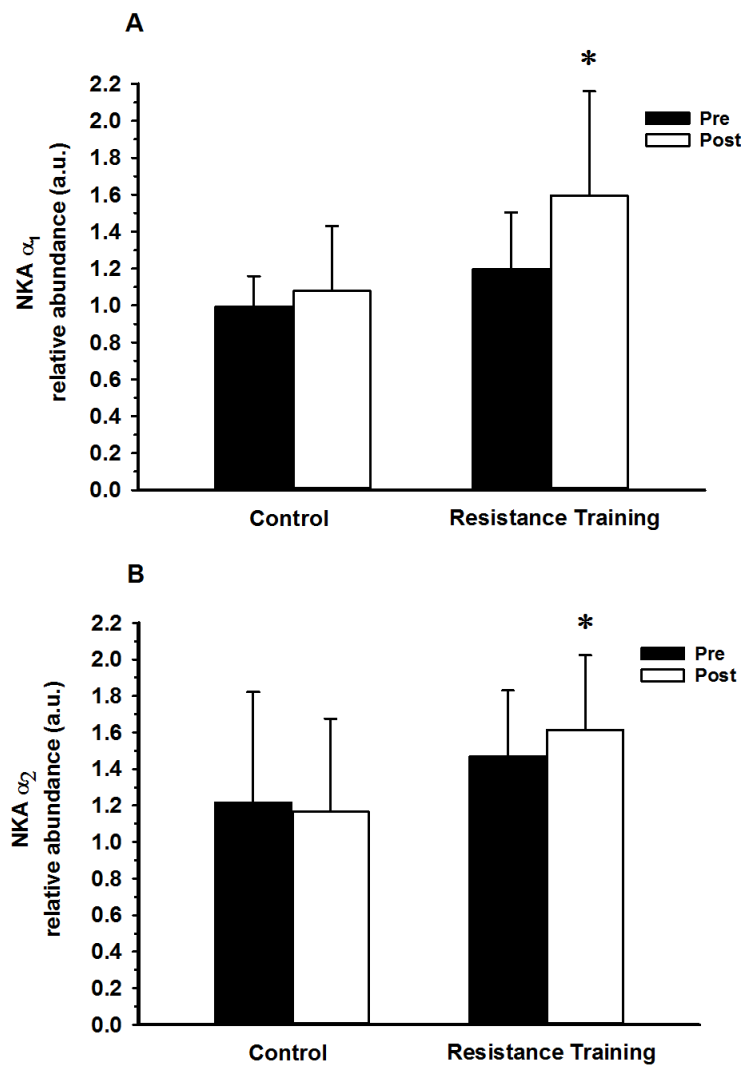 A
*
2.2
2.0
1.8
1.6
1.4
1.2
1.0
0.8
0.6
0.4
0.2
0.0
NKA α1
relative abundance (a.u.)
Pre
Post
Control Resistance Training
B
*
2.2
2.0
1.8
1.6
1.4
1.2
1.0
0.8
0.6
0.4
0.2
0.0
NKA α2
relative abundance (a.u.)
Pre
Post
Control Resistance Training